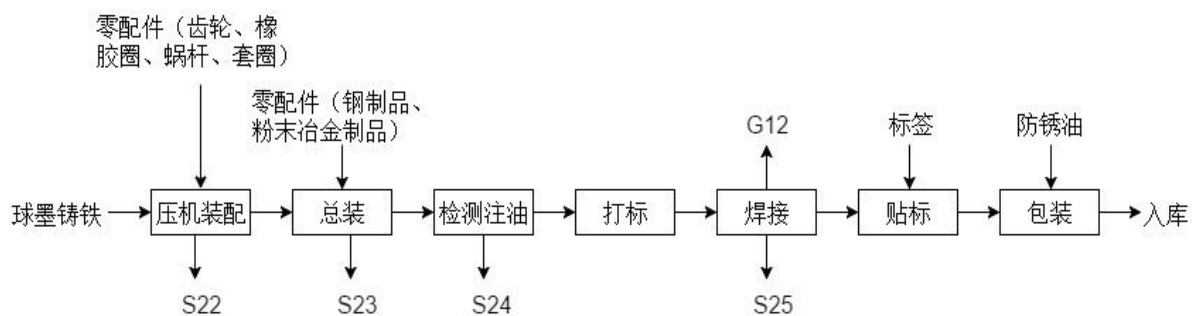 零配件（齿轮、橡
胶圈、蜗杆、套圈）
零配件（钢制品、
粉末冶金制品）
G12
标签
防锈油
球墨铸铁
压机装配
总装
检测注油
打标
焊接
贴标
包装
入库
S22
S23
S24
S25